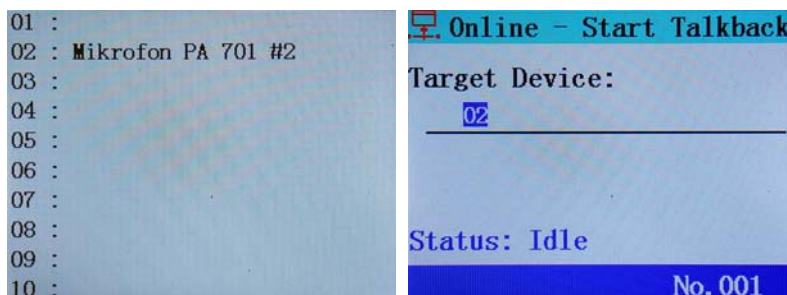 01 :
02 : Mikrofon PA 701 #2
03 :
04 :
05 :
06 :
07 :
08 :
09 :
10 :
Online - Start Talkback
Target Device:
02
Status: Idle
No. 001